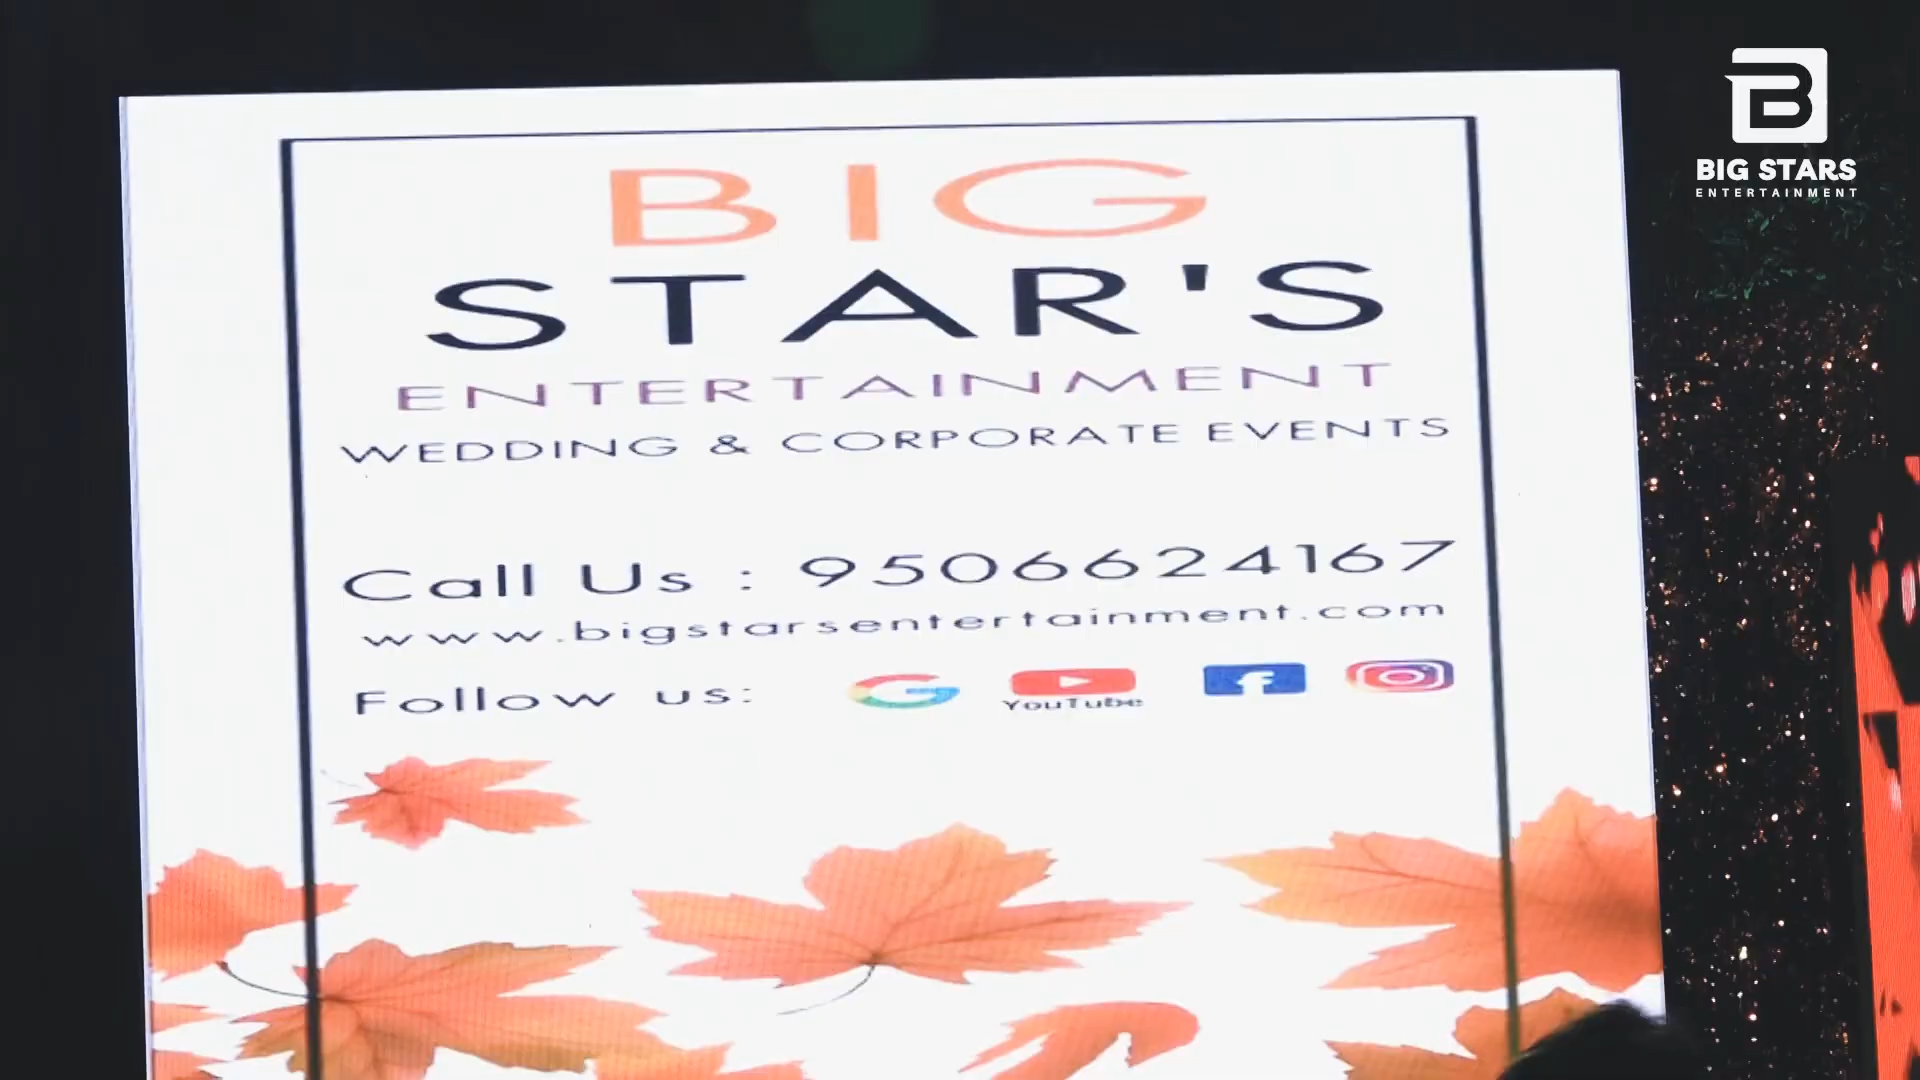 BIG
STAR'S
ENTERTAINMENT
WEDDING & CORPORATE EVENTS
Call Us : 9506624167
www.bigstarsentertainment.com
Follow us:
YouTube
BIG STARS
ENTERTAINMENT